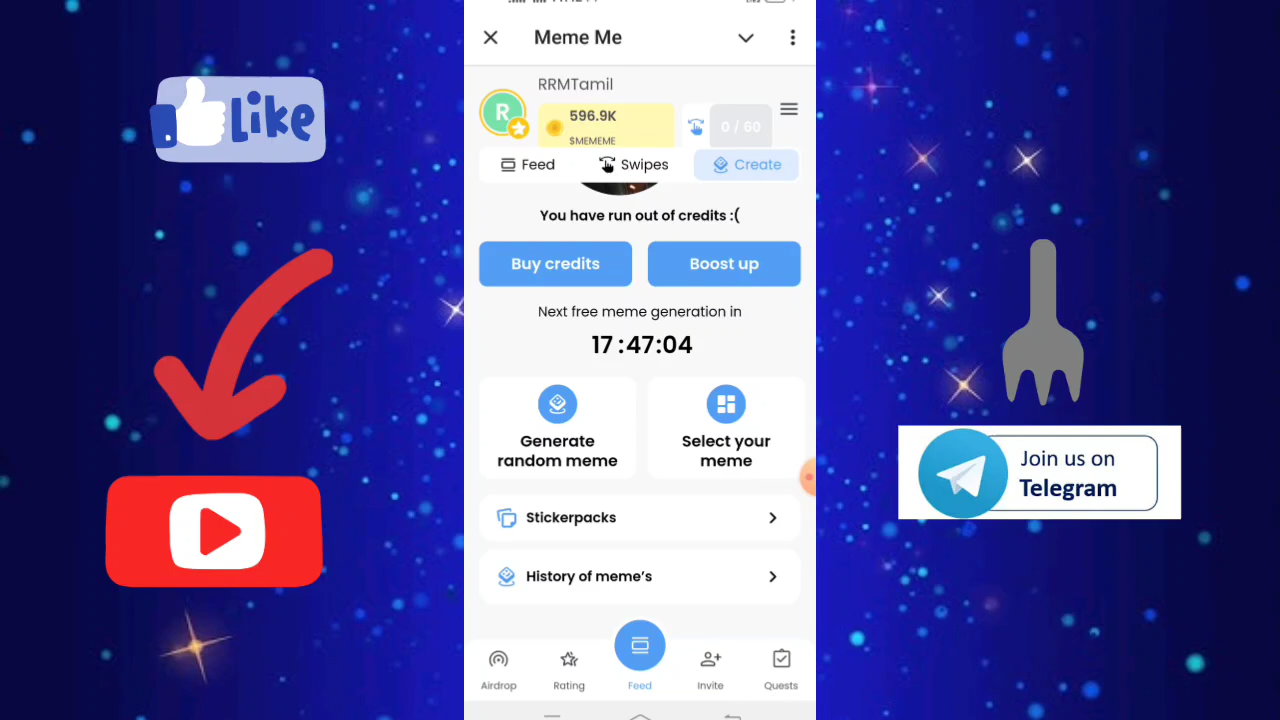 Like
Meme Me
RRMTamil
R
596.9K
$MEMEME
0 / 60
Feed
Swipes
Create
You have run out of credits :(
Buy credits
Boost up
Next free meme generation in
17 :47:04
Generate
random meme
Select your
meme
Stickerpacks
History of meme's
Airdrop
Rating
Feed
Invite
Quests
Join us on
Telegram